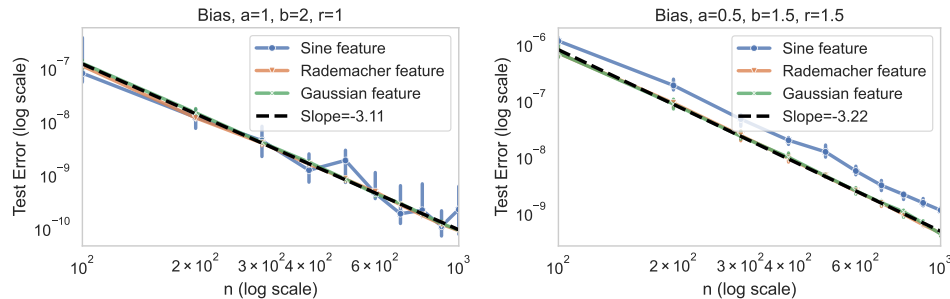 Bias, a=1, b=2, r=1
Test Error (log scale)
10⁻⁷
10⁻⁸
10⁻⁹
10⁻¹⁰
Sine feature
Rademacher feature
Gaussian feature
Slope=-3.11
10²
2 × 10²
3 × 10²
4 × 10²
6 × 10²
10³
n (log scale)
Bias, a=0.5, b=1.5, r=1.5
Test Error (log scale)
10⁻⁶
10⁻⁷
10⁻⁸
10⁻⁹
Sine feature
Rademacher feature
Gaussian feature
Slope=-3.22
10²
2 × 10²
3 × 10²
4 × 10²
6 × 10²
10³
n (log scale)